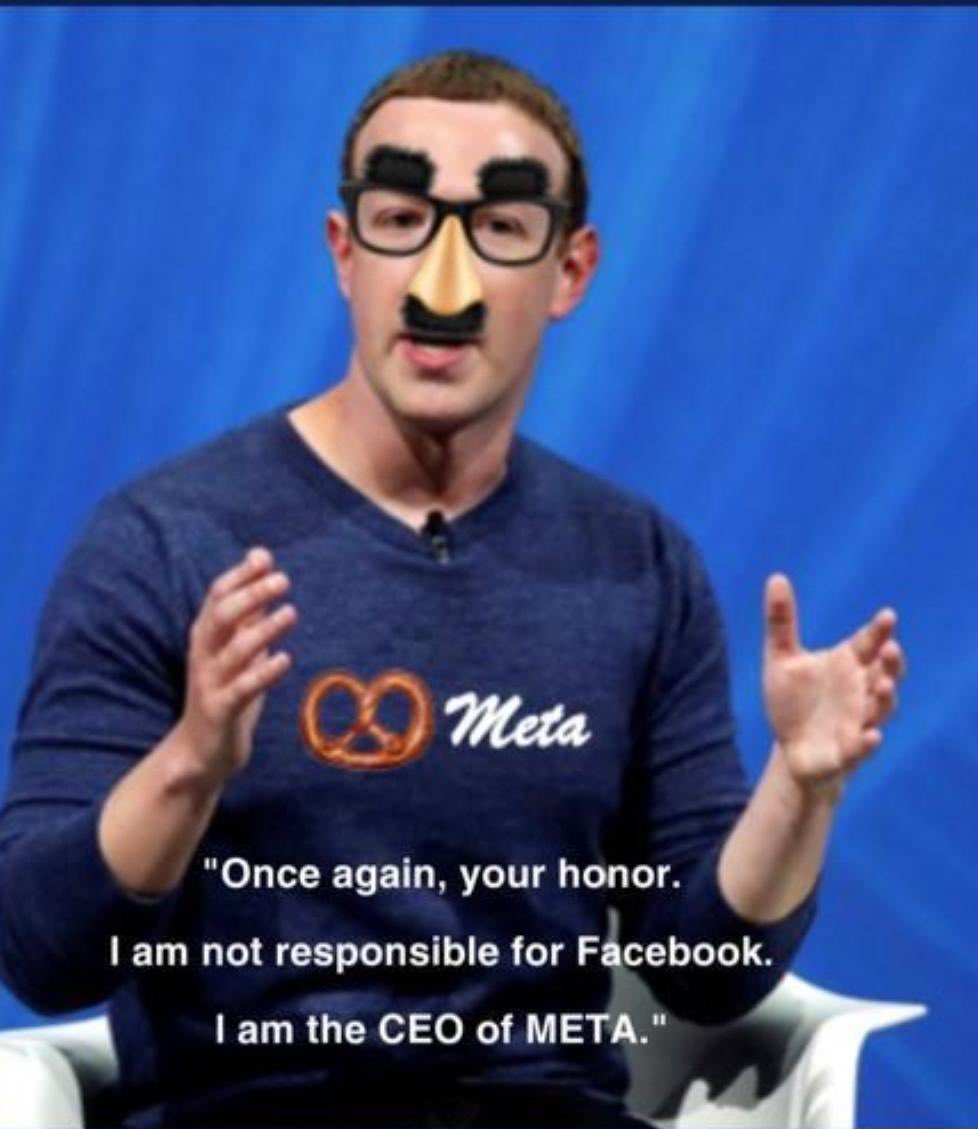 Meta
"Once again, your honor.
I am not responsible for Facebook.
I am the CEO of META."